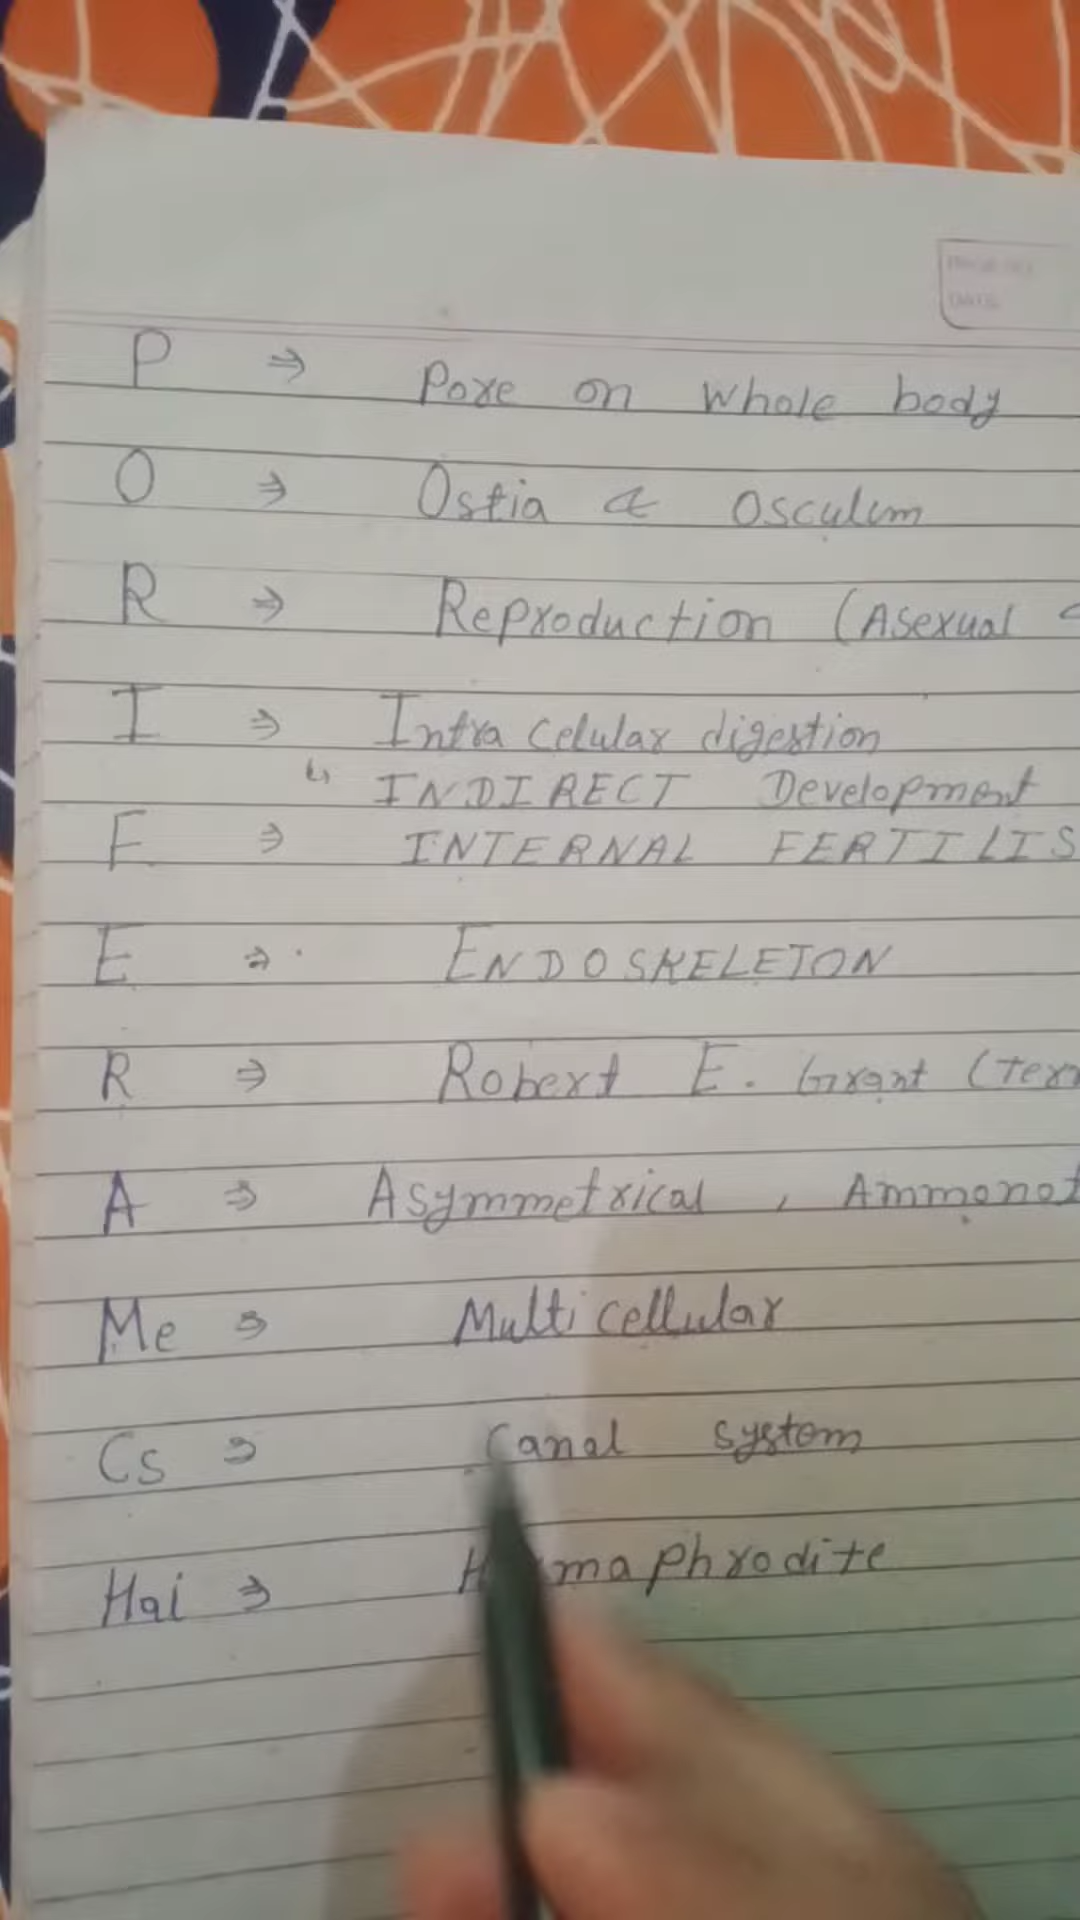 P ⇒ Pore on whole body
O ⇒ Ostia & Osculum
R ⇒ Reproduction (Asexual
I ⇒ Intra celular digestion
↳ INDIRECT Development
F ⇒ INTERNAL FERTILIS
E ⇒ ENDOSKELETON
R ⇒ Robert E. Grant (ter
A ⇒ Asymmetrical , Ammonot
Me ⇒ Multicellular
Cs ⇒ Canal system
Hai ⇒